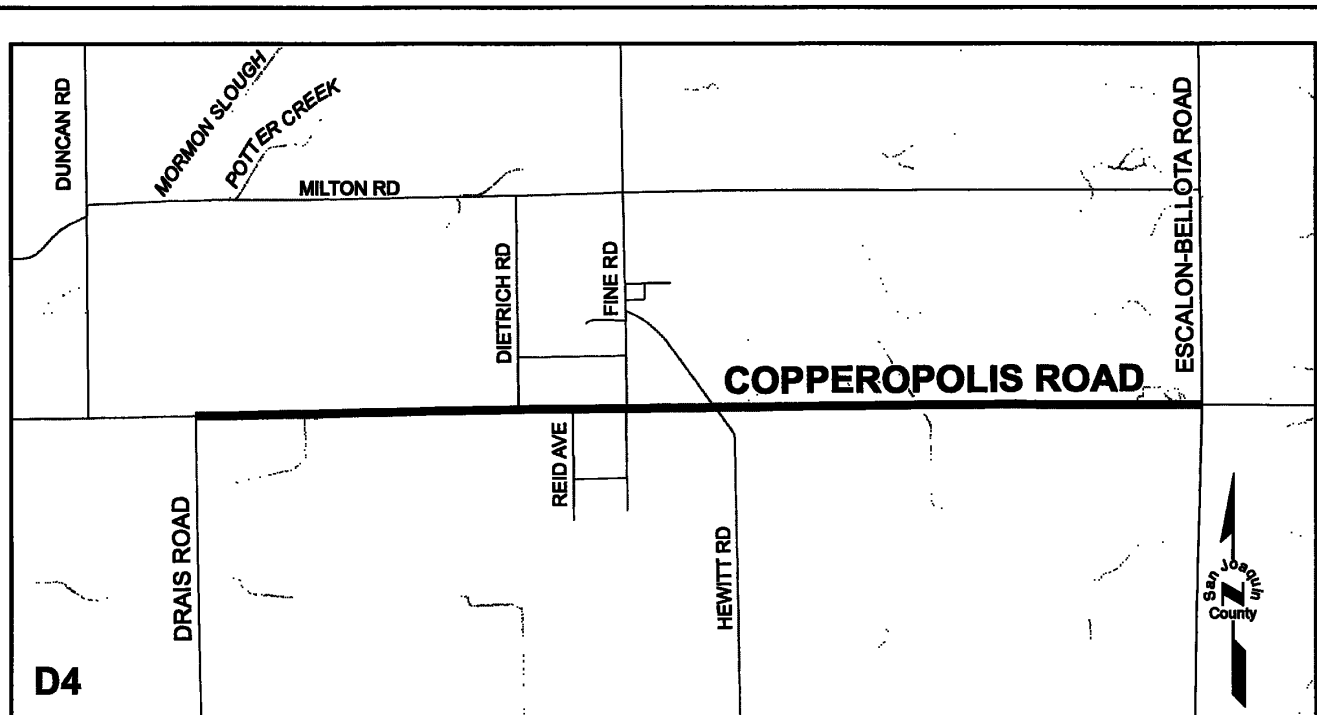 DUNCAN RD
MORMON SLOUGH
POTTER CREEK
MILTON RD
ESCALON-BELLOTA ROAD
DIETRICH RD
FINE RD
COPPEROPOLIS ROAD
REID AVE
DRAIS ROAD
HEWITT RD
San Joaquin
N
County
D4